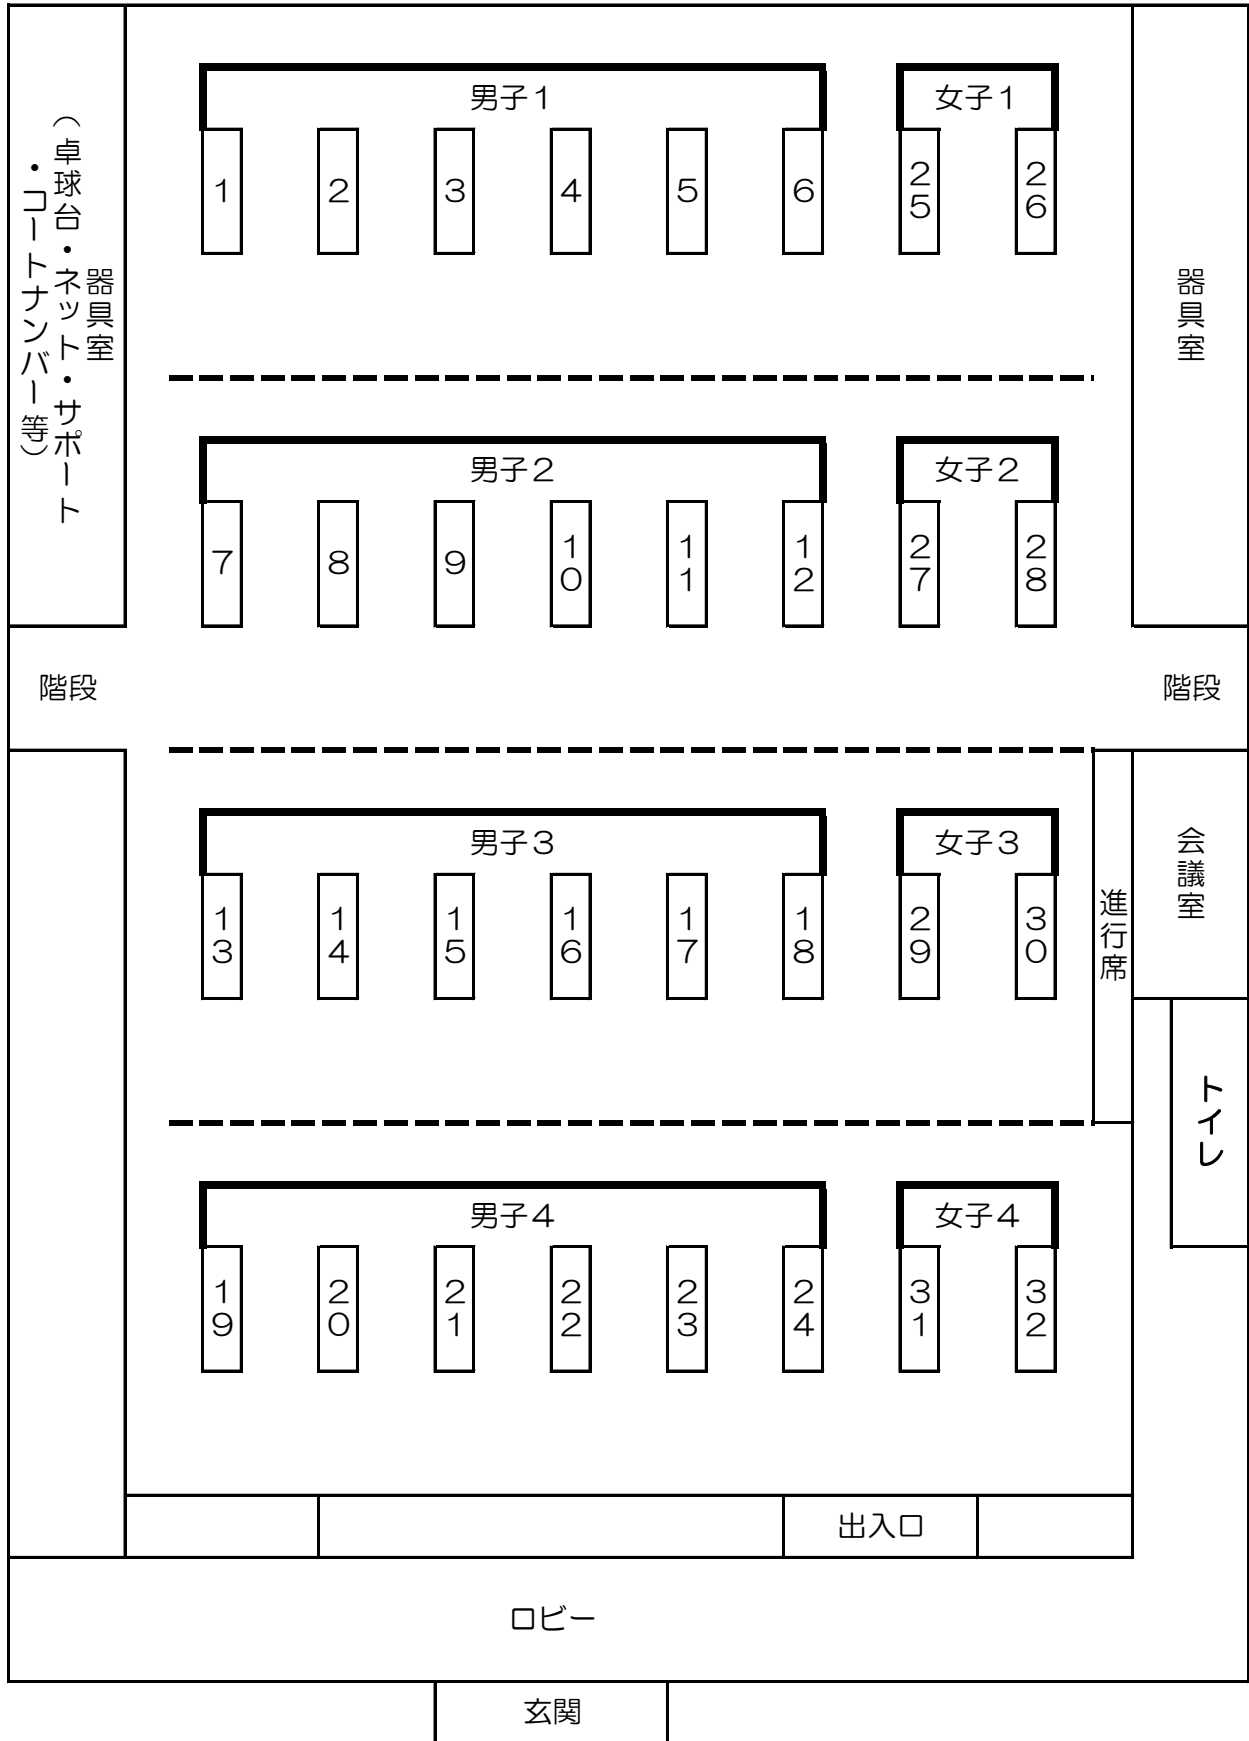 男子１
女子１
１
２
３
４
５
６
２５
２６
器具室
（卓球台・ネット・サポート
・コートナンバー等）
器具室
男子２
女子２
７
８
９
１０
１１
１２
２７
２８
階段
階段
男子３
女子３
１３
１４
１５
１６
１７
１８
２９
３０
進行席
会議室
トイレ
男子４
女子４
１９
２０
２１
２２
２３
２４
３１
３２
出入口
ロビー
玄関